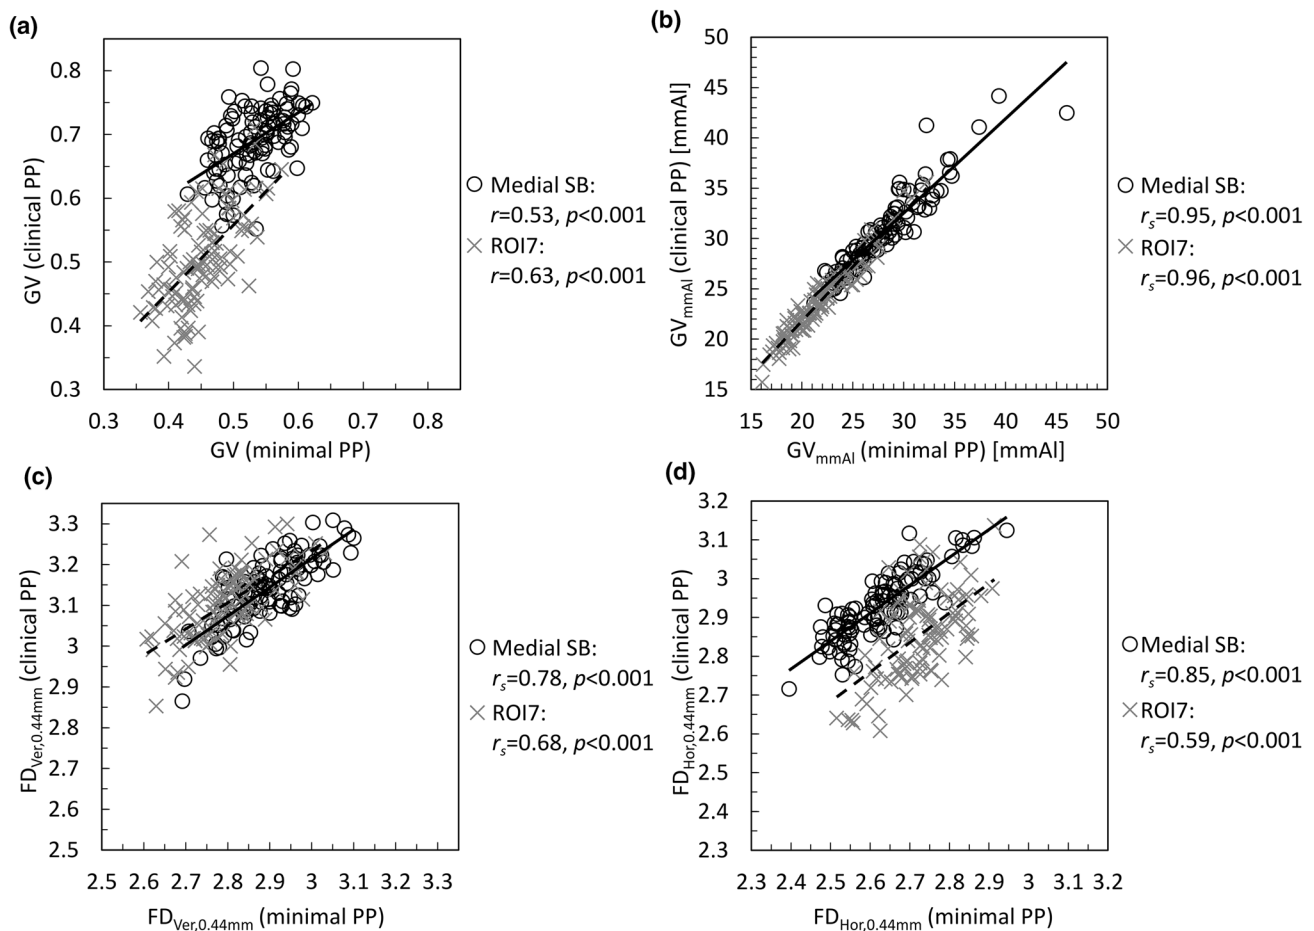 (a)
0.8
0.7
0.6
0.5
0.4
0.3
GV (clinical PP)
0.3 0.4 0.5 0.6 0.7 0.8
GV (minimal PP)
Medial SB:
r=0.53, p<0.001
ROI7:
r=0.63, p<0.001
(b)
50
45
40
35
30
25
20
15
GVmmAl (clinical PP) [mmAl]
15 20 25 30 35 40 45 50
GVmmAl (minimal PP) [mmAl]
Medial SB:
rs=0.95, p<0.001
ROI7:
rs=0.96, p<0.001
(c)
3.3
3.2
3.1
3
2.9
2.8
2.7
2.6
2.5
FDVer,0.44mm (clinical PP)
2.5 2.6 2.7 2.8 2.9 3 3.1 3.2 3.3
FDVer,0.44mm (minimal PP)
Medial SB:
rs=0.78, p<0.001
ROI7:
rs=0.68, p<0.001
(d)
3.2
3.1
3
2.9
2.8
2.7
2.6
2.5
2.4
2.3
FDHor,0.44mm (clinical PP)
2.3 2.4 2.5 2.6 2.7 2.8 2.9 3 3.1 3.2
FDHor,0.44mm (minimal PP)
Medial SB:
rs=0.85, p<0.001
ROI7:
rs=0.59, p<0.001